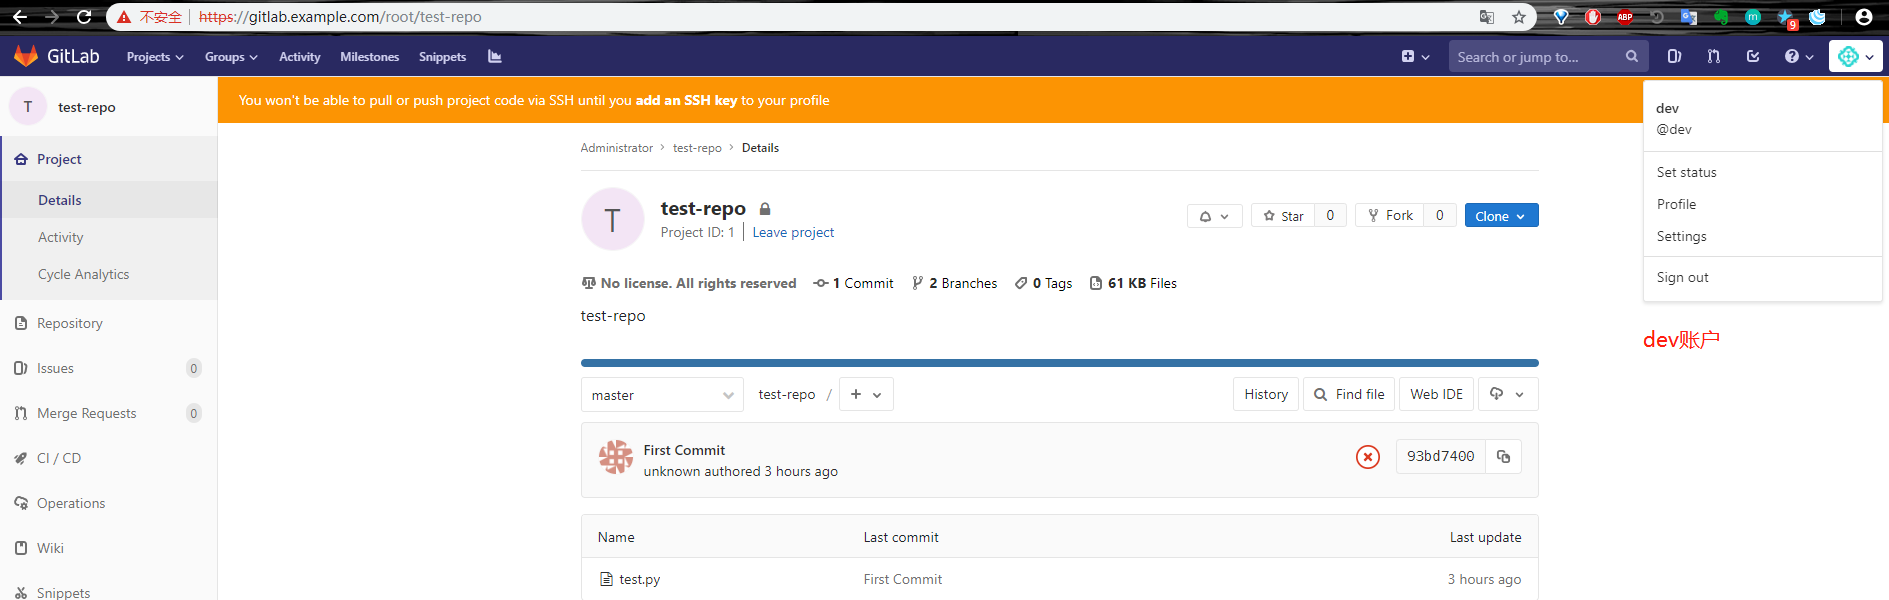 不安全 https://gitlab.example.com/root/test-repo
ABP
m
9
GitLab Projects Groups Activity Milestones Snippets Search or jump to...
T test-repo
You won't be able to pull or push project code via SSH until you add an SSH key to your profile
dev
@dev
Set status
Profile
Settings
Sign out
dev账户
Project
Details
Activity
Cycle Analytics
Repository
Issues 0
Merge Requests 0
CI / CD
Operations
Wiki
Snippets
Administrator › test-repo › Details
T
test-repo
Project ID: 1 Leave project
Star 0 Fork 0 Clone
No license. All rights reserved 1 Commit 2 Branches 0 Tags 61 KB Files
test-repo
master test-repo / + History Find file Web IDE
First Commit
unknown authored 3 hours ago
93bd7400
Name Last commit Last update
test.py First Commit 3 hours ago